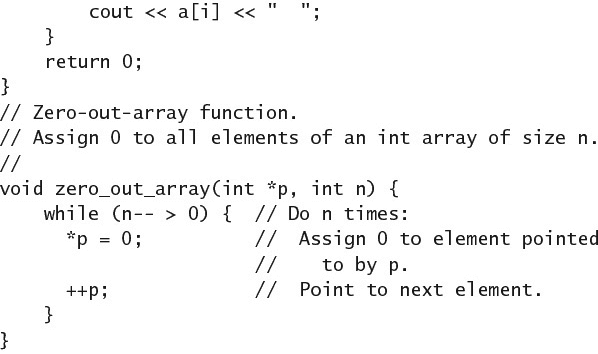 cout << a[i] << "  ";
}
return 0;
}
// Zero-out-array function.
// Assign 0 to all elements of an int array of size n.
//
void zero_out_array(int *p, int n) {
while (n-- > 0) {  // Do n times:
*p = 0;          //  Assign 0 to element pointed
//    to by p.
++p;             //  Point to next element.
}
}